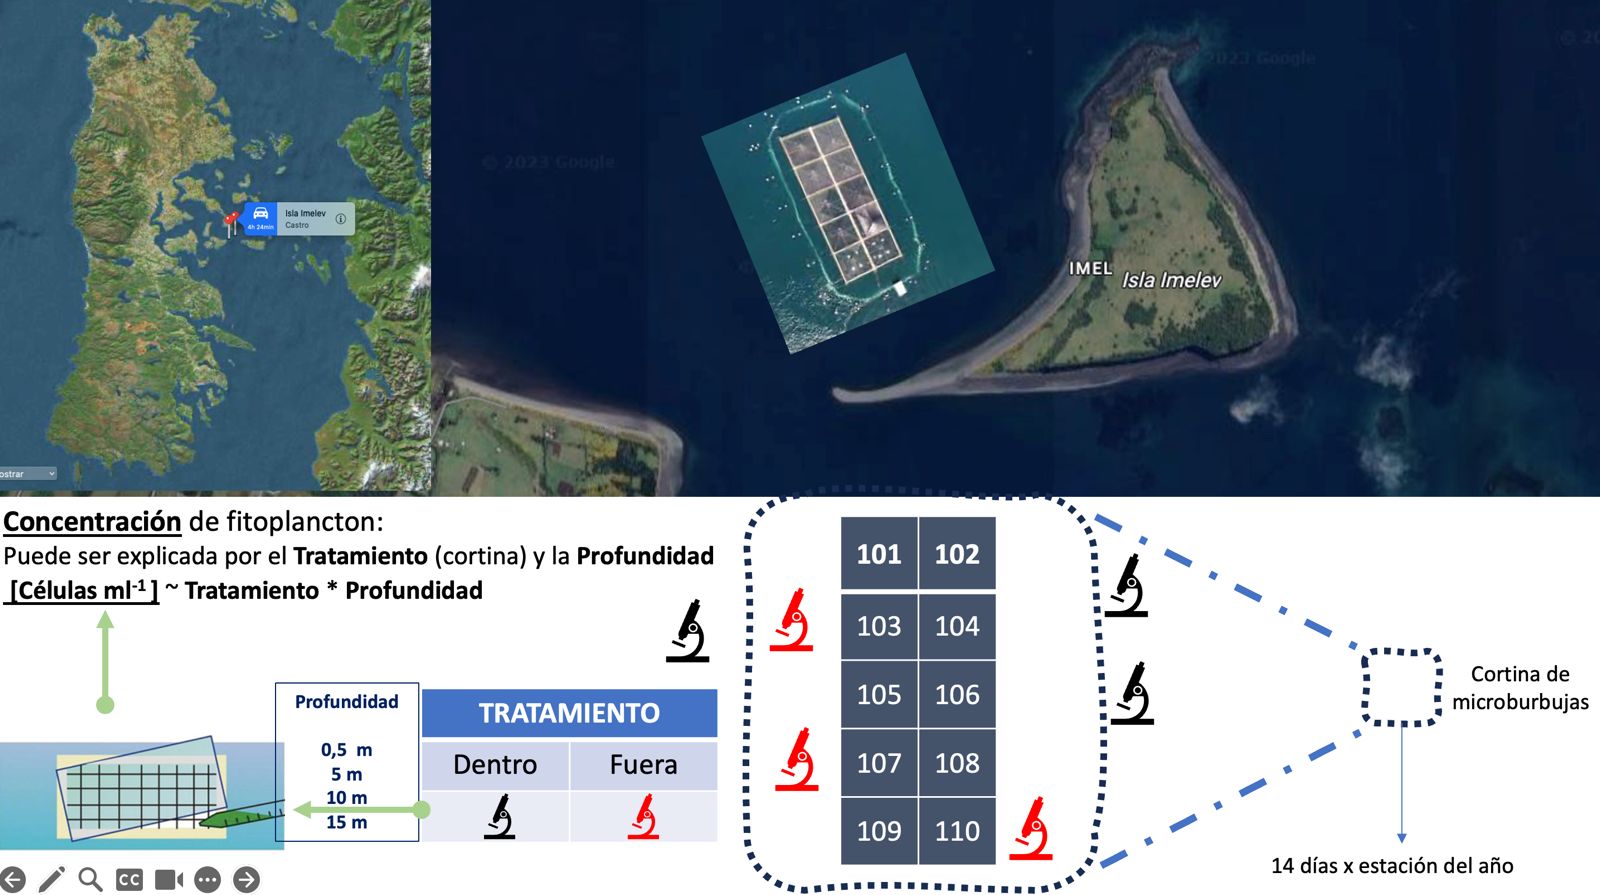 Isla Imelev
Castro
4h 24min
ostrar
© 2023 Google
2023 Google
IMEL
Isla Imelev
Concentración de fitoplancton:
Puede ser explicada por el Tratamiento (cortina) y la Profundidad
[Células ml-1] ~ Tratamiento * Profundidad
Profundidad
0,5 m
5 m
10 m
15 m
TRATAMIENTO
Dentro Fuera
101 102
103 104
105 106
107 108
109 110
Cortina de
microburbujas
14 días x estación del año
CC